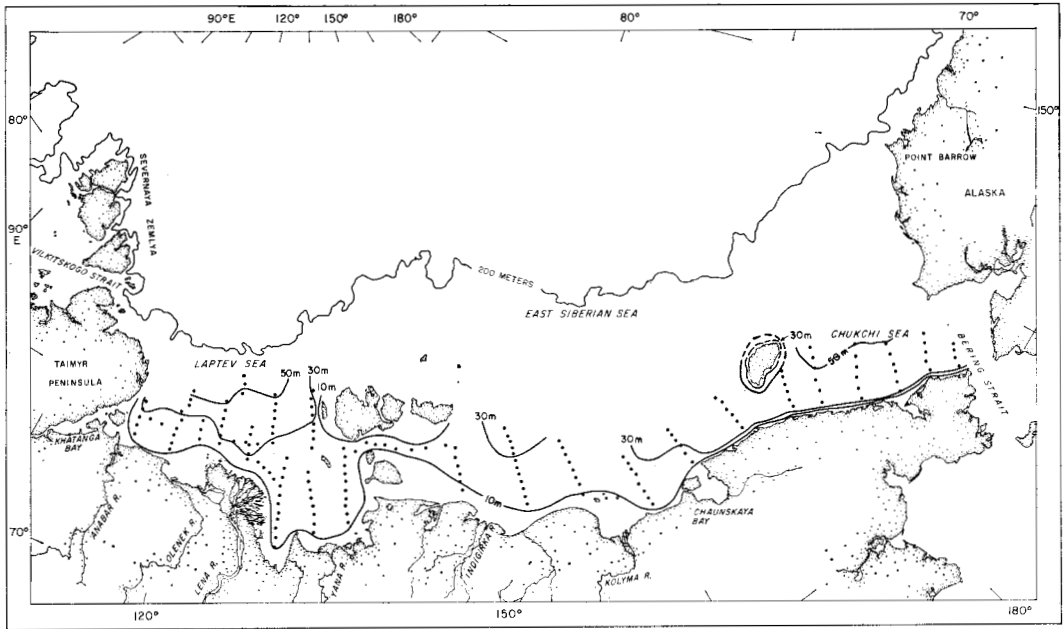 90°E 120° 150° 180° 80° 70°
80°
150°
SEVERNAYA ZEMLYA
POINT BARROW
ALASKA
90°
E
VILKITSKOGO STRAIT
200 METERS
EAST SIBERIAN SEA
30m
CHUKCHI SEA
BERING STRAIT
LAPTEV SEA
50m
TAIMYR
PENINSULA
50m
30m
10m
30m
30m
KHATANGA
BAY
10m
CHAUNSKAYA
BAY
ANABAR R.
OLENEK R.
LENA R.
YANA R.
INDIGIRKA R.
KOLYMA R.
70°
120° 150° 180°